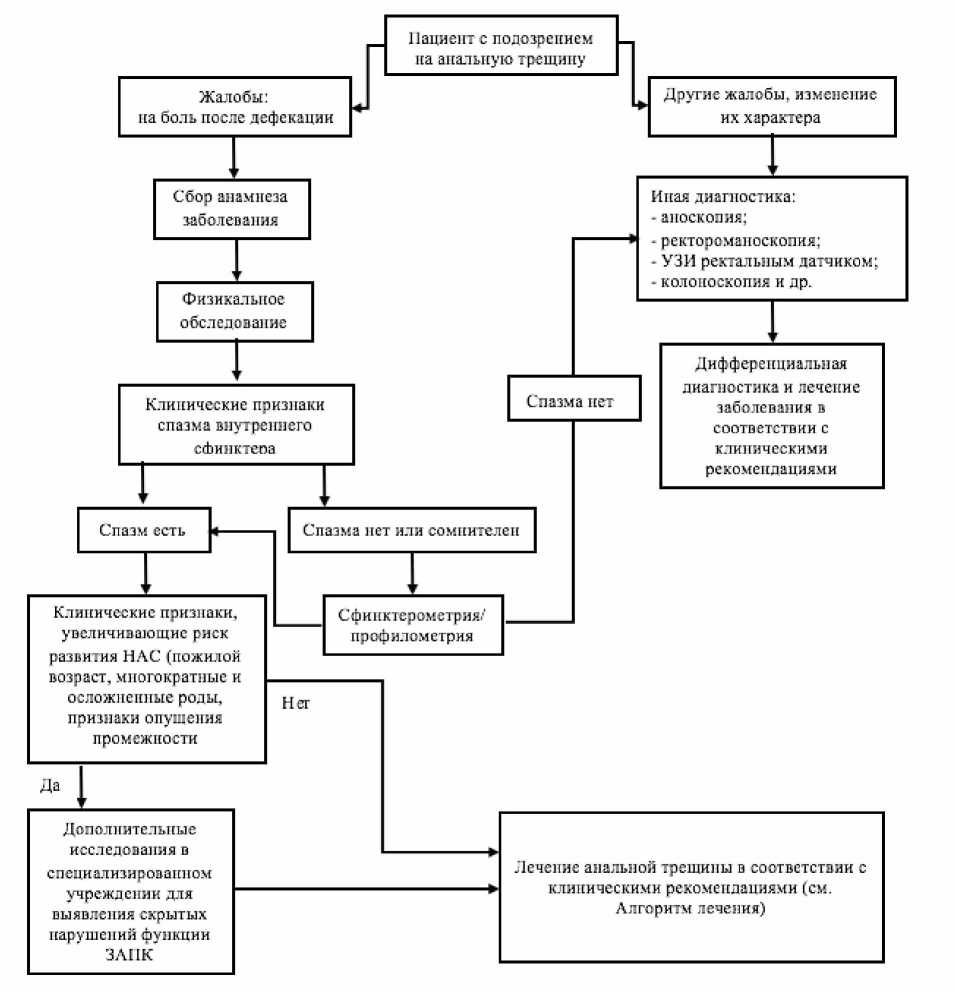 Пациент с подозрением
на анальную трещину
Жалобы:
на боль после дефекации
Другие жалобы, изменение
их характера
Сбор анамнеза
заболевания
Иная диагностика:
- аноскопия;
- ректороманоскопия;
- УЗИ ректальным датчиком;
- колоноскопия и др.
Физикальное
обследование
Дифференциальная
диагностика и лечение
заболевания в
соответствии с
клиническими
рекомендациями
Клинические признаки
спазма внутреннего
сфинктера
Спазма нет
Спазм есть
Спазма нет или сомнителен
Сфинктерометрия/
профилометрия
Клинические признаки,
увеличивающие риск
развития НАС (пожилой
возраст, многократные и
осложненные роды,
признаки опущения
промежности
Нет
Да
Дополнительные
исследования в
специализированном
учреждении для
выявления скрытых
нарушений функции
ЗАПК
Лечение анальной трещины в соответствии с
клиническими рекомендациями (см.
Алгоритм лечения)